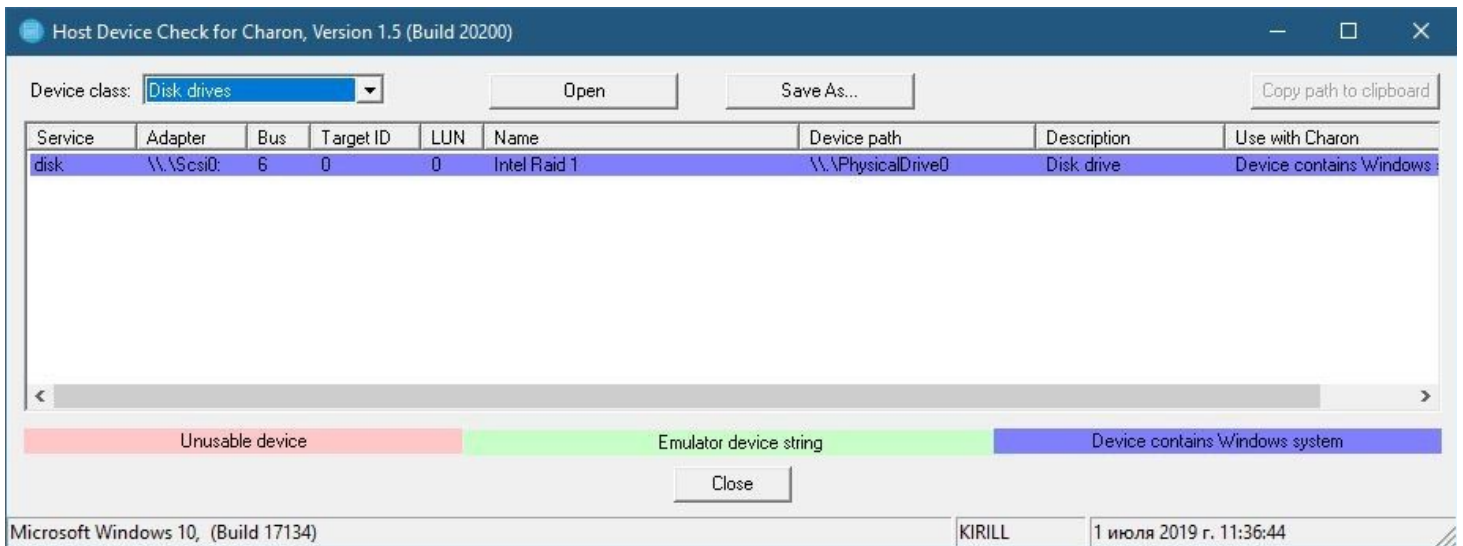 Host Device Check for Charon, Version 1.5 (Build 20200)
Device class: Disk drives Open Save As... Copy path to clipboard
Service Adapter Bus Target ID LUN Name Device path Description Use with Charon
disk \\.\Scsi0: 6 0 0 Intel Raid 1 \\.\PhysicalDrive0 Disk drive Device contains Windows
Unusable device Emulator device string Device contains Windows system
Close
Microsoft Windows 10, (Build 17134) KIRILL 1 июля 2019 г. 11:36:44